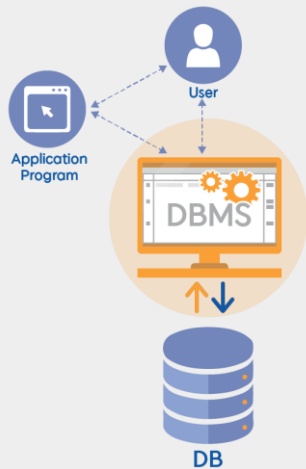 User
Application
Program
DBMS
DB